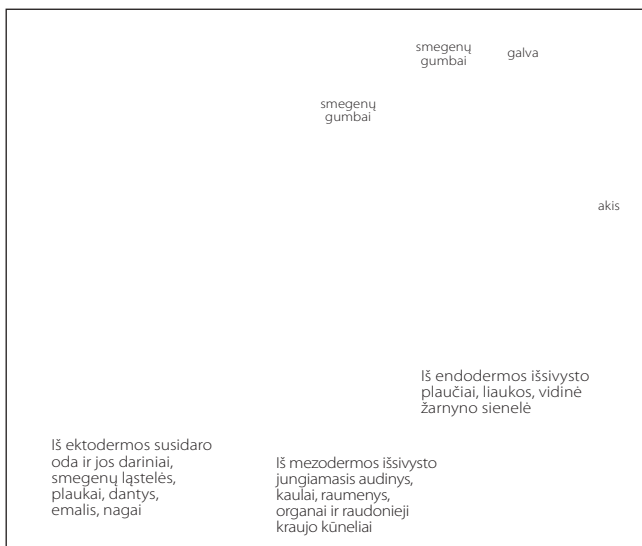 smegenų
gumbai
galva
smegenų
gumbai
akis
Iš endodermos išsivysto
plaučiai, liaukos, vidinė
žarnyno sienelė
Iš ektodermos susidaro
oda ir jos dariniai,
smegenų ląstelės,
plaukai, dantys,
emalis, nagai
Iš mezodermos išsivysto
jungiamasis audinys,
kaulai, raumenys,
organai ir raudonieji
kraujo kūneliai